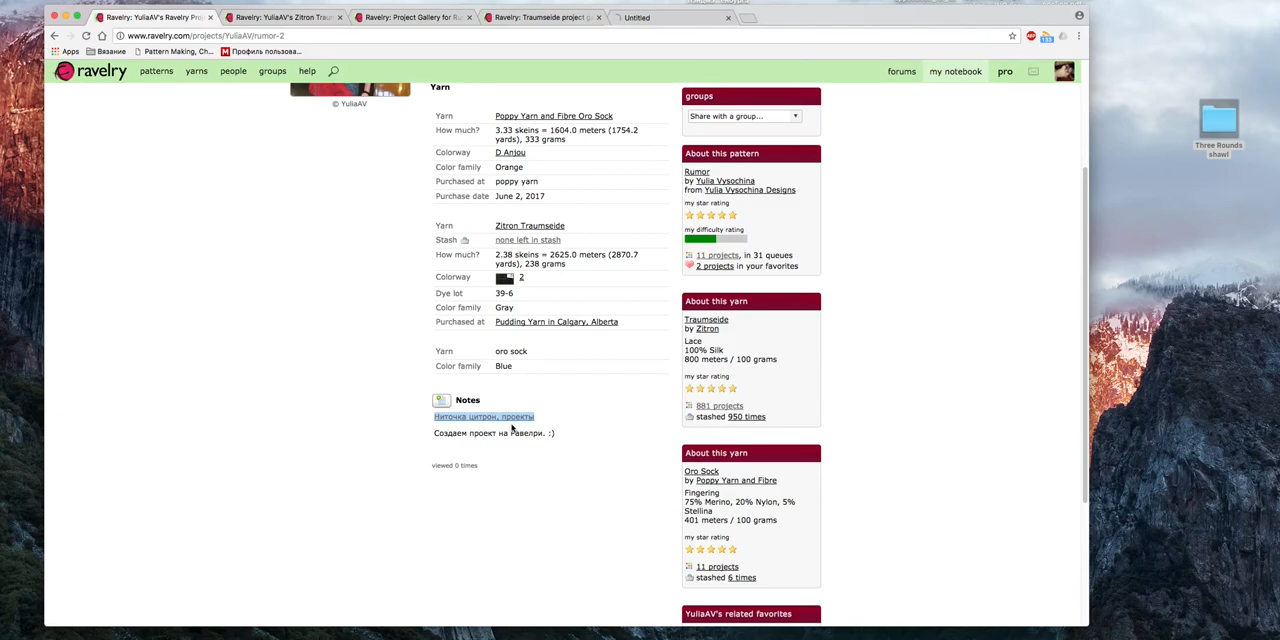 Ravelry: YuliaAV's Ravelry Proj
Ravelry: YuliaAV's Zitron Traum
Ravelry: Project Gallery for Ru
Ravelry: Traumseide project ga
Untitled
www.ravelry.com/projects/YuliaAV/rumor-2
Apps
Вязание
Pattern Making, Ch...
Профиль пользова...
ravelry
patterns
yarns
people
groups
help
forums
my notebook
pro
© YuliaAV
Yarn
Yarn Poppy Yarn and Fibre Oro Sock
How much? 3.33 skeins = 1604.0 meters (1754.2
yards), 333 grams
Colorway D Anjou
Color family Orange
Purchased at poppy yarn
Purchase date June 2, 2017
Yarn Zitron Traumseide
Stash none left in stash
How much? 2.38 skeins = 2625.0 meters (2870.7
yards), 238 grams
Colorway 2
Dye lot 39-6
Color family Gray
Purchased at Pudding Yarn in Calgary, Alberta
Yarn oro sock
Color family Blue
Notes
Ниточка цитрон, проекты
Создаем проект на Равелри. :)
viewed 0 times
groups
Share with a group...
About this pattern
Rumor
by Yulia Vysochina
from Yulia Vysochina Designs
my star rating
my difficulty rating
11 projects, in 31 queues
2 projects in your favorites
About this yarn
Traumseide
by Zitron
Lace
100% Silk
800 meters / 100 grams
my star rating
881 projects
stashed 950 times
About this yarn
Oro Sock
by Poppy Yarn and Fibre
Fingering
75% Merino, 20% Nylon, 5%
Stellina
401 meters / 100 grams
my star rating
11 projects
stashed 6 times
YuliaAV's related favorites
Three Rounds
shawl